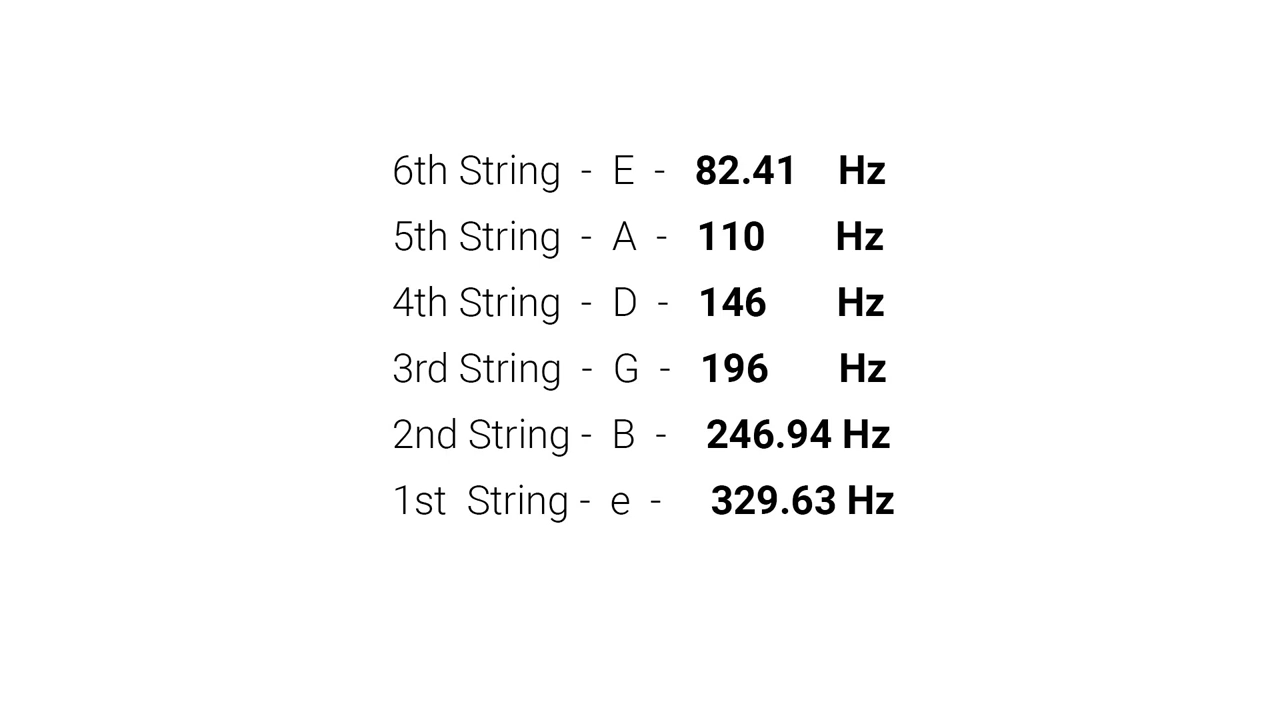 6th String - E - 82.41 Hz
5th String - A - 110 Hz
4th String - D - 146 Hz
3rd String - G - 196 Hz
2nd String - B - 246.94 Hz
1st String - e - 329.63 Hz